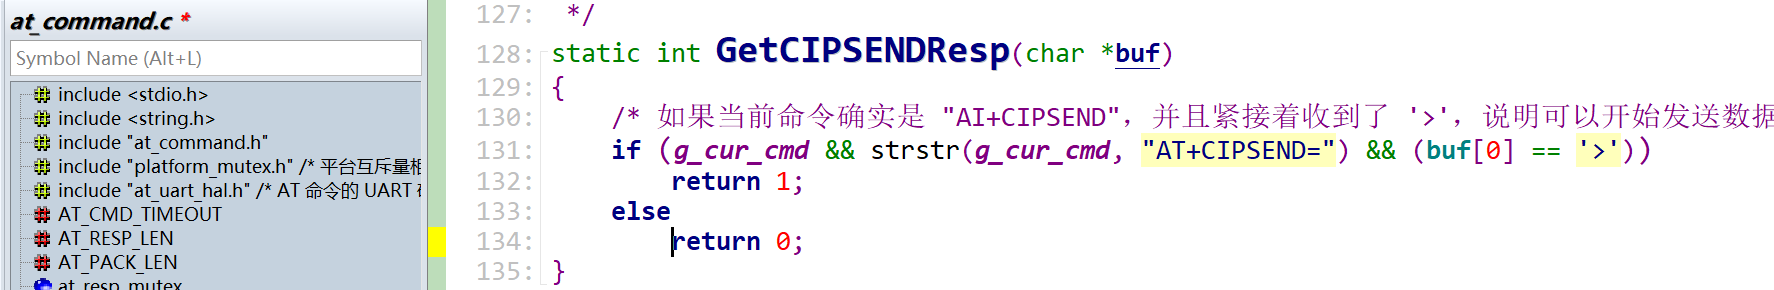 at_command.c *
Symbol Name (Alt+L)
include <stdio.h>
include <string.h>
include "at_command.h"
include "platform_mutex.h" /* 平台互斥量相
include "at_uart_hal.h" /* AT 命令的 UART
AT_CMD_TIMEOUT
AT_RESP_LEN
AT_PACK_LEN
at_resp_mutex
127: */
128: static int GetCIPSENDResp(char *buf)
129: {
130: /* 如果当前命令确实是 "AI+CIPSEND", 并且紧接着收到了 '>', 说明可以开始发送数据
131: if (g_cur_cmd && strstr(g_cur_cmd, "AT+CIPSEND=") && (buf[0] == '>'))
132: return 1;
133: else
134: return 0;
135: }